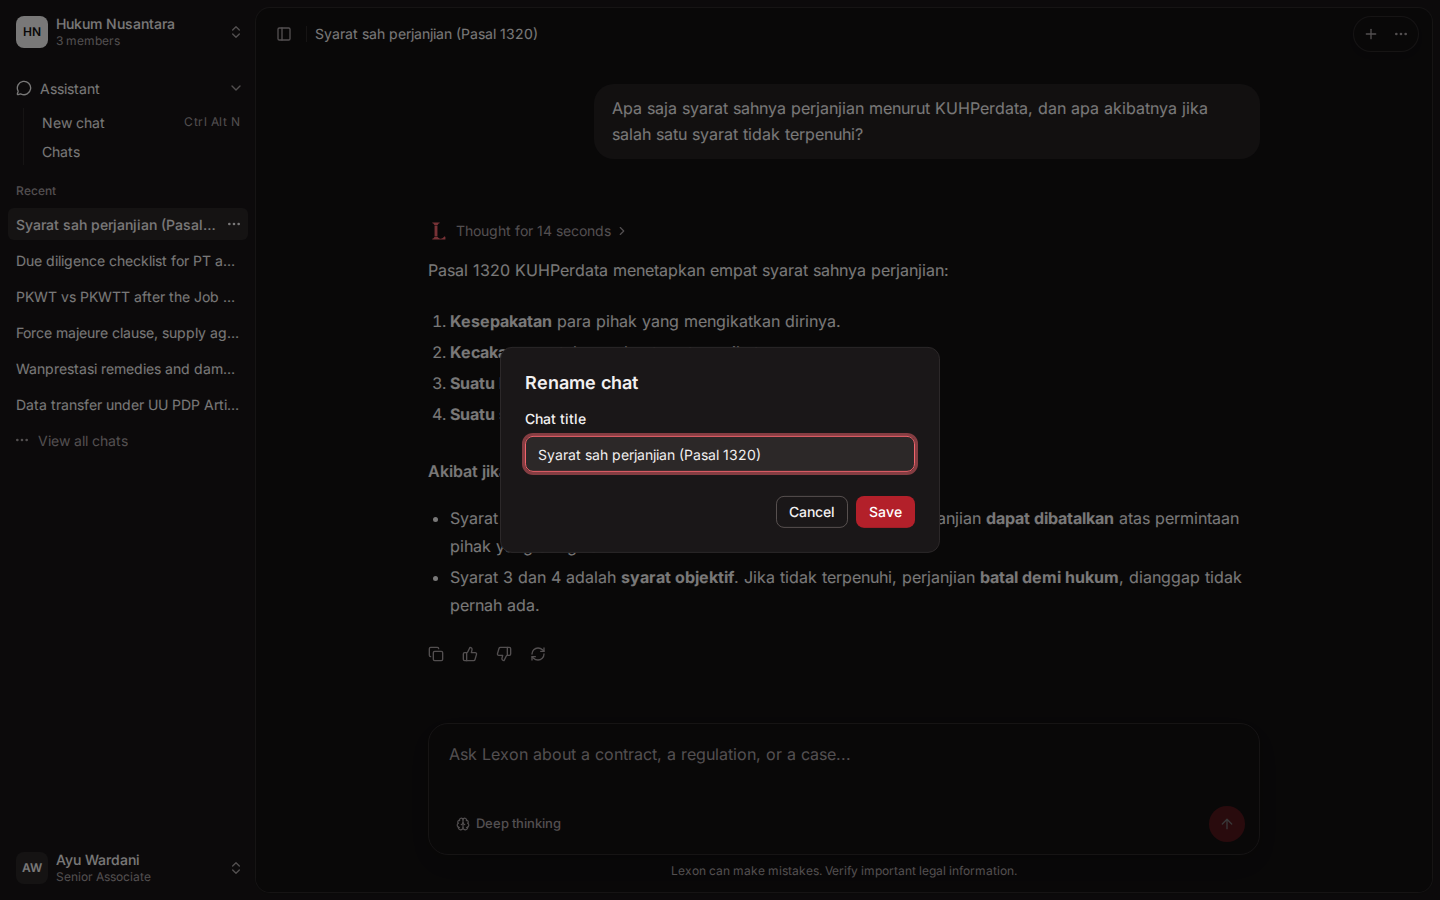 HN
Hukum Nusantara
3 members
Assistant
New chat Ctrl Alt N
Chats
Recent
Syarat sah perjanjian (Pasal...
Due diligence checklist for PT a...
PKWT vs PKWTT after the Job ...
Force majeure clause, supply ag...
Wanprestasi remedies and dam...
Data transfer under UU PDP Arti...
View all chats
AW
Ayu Wardani
Senior Associate
Syarat sah perjanjian (Pasal 1320)
Apa saja syarat sahnya perjanjian menurut KUHPerdata, dan apa akibatnya jika
salah satu syarat tidak terpenuhi?
L Thought for 14 seconds
Pasal 1320 KUHPerdata menetapkan empat syarat sahnya perjanjian:
1. Kesepakatan para pihak yang mengikatkan dirinya.
2.
3. Suatu
4. Suatu
Akibat
Syarat
anjian dapat dibatalkan atas permintaan
pihak
Syarat 3 dan 4 adalah syarat objektif. Jika tidak terpenuhi, perjanjian batal demi hukum, dianggap tidak
pernah ada.
Rename chat
Chat title
Syarat sah perjanjian (Pasal 1320)
Cancel Save
Ask Lexon about a contract, a regulation, or a case...
Deep thinking
Lexon can make mistakes. Verify important legal information.